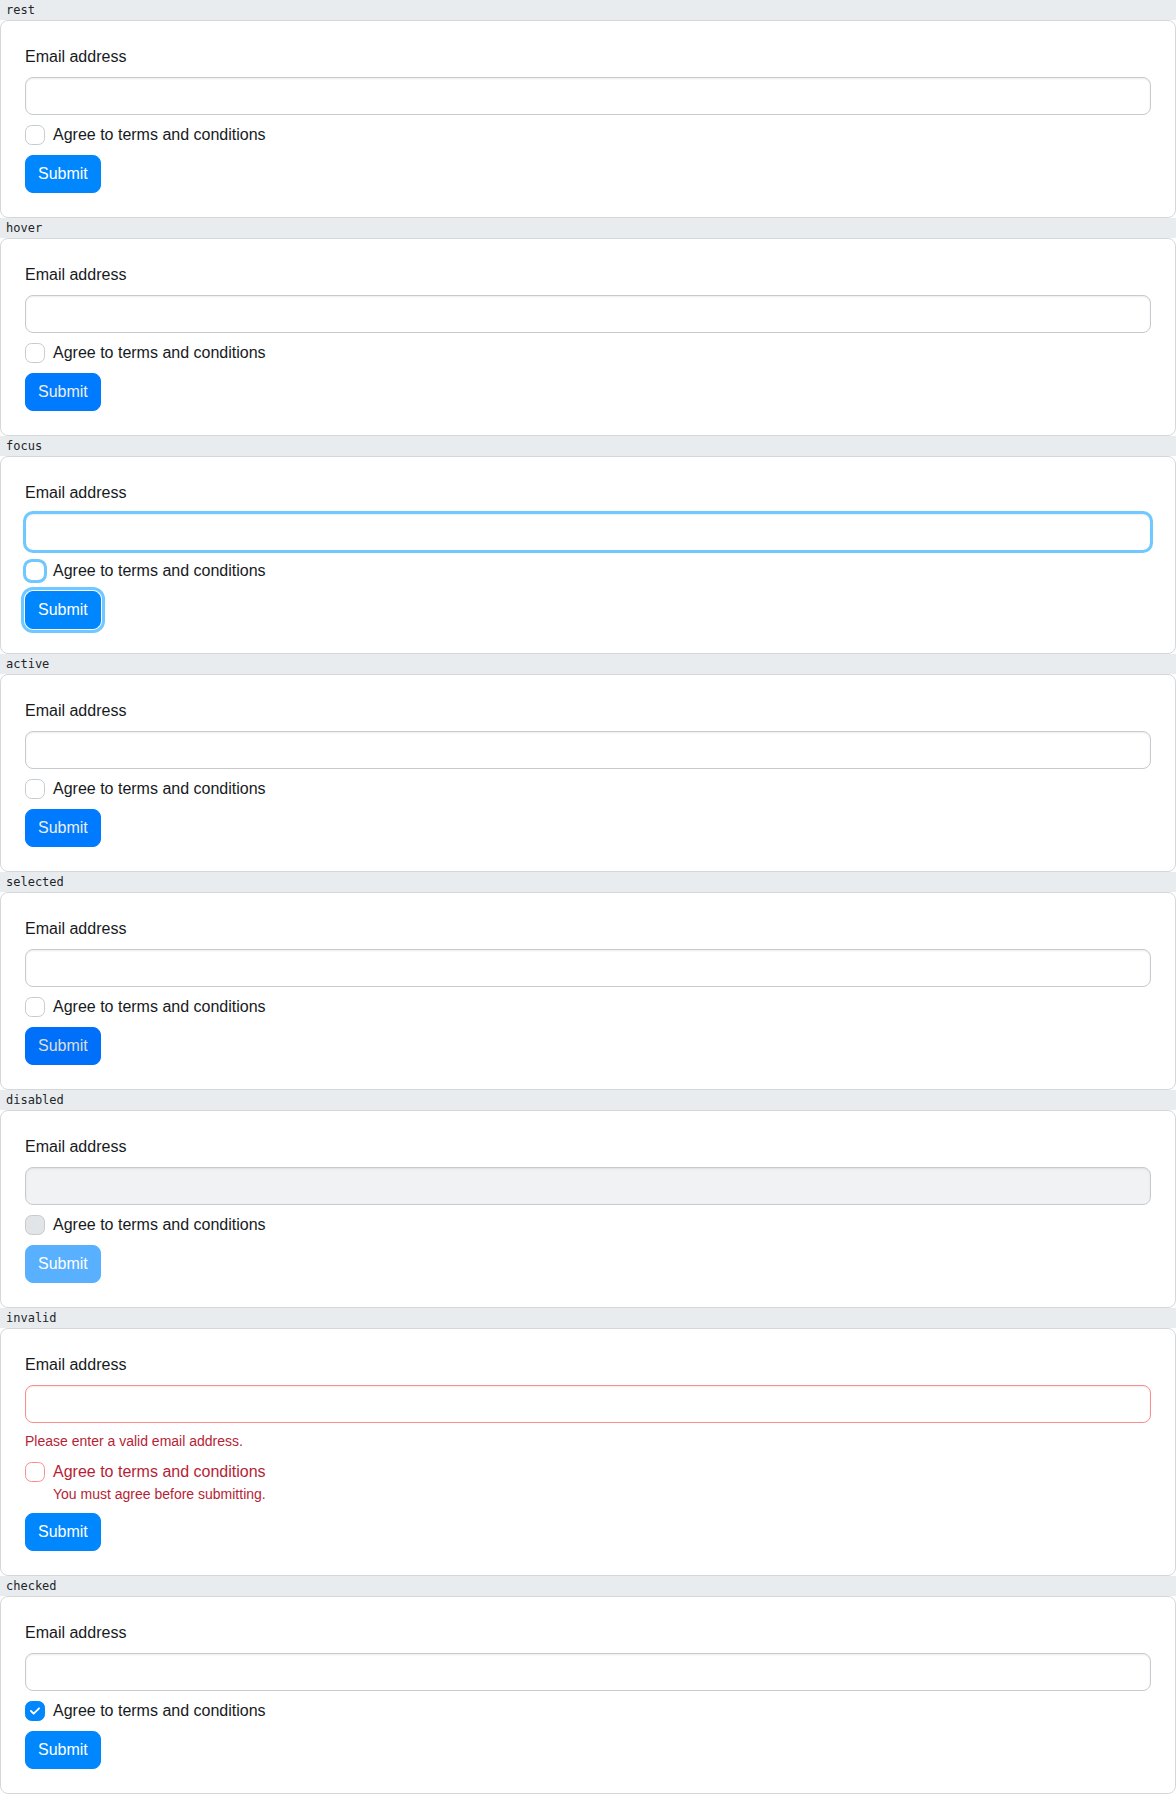 rest
Email address
Agree to terms and conditions
Submit
hover
Email address
Agree to terms and conditions
Submit
focus
Email address
Agree to terms and conditions
Submit
active
Email address
Agree to terms and conditions
Submit
selected
Email address
Agree to terms and conditions
Submit
disabled
Email address
Agree to terms and conditions
Submit
invalid
Email address
Please enter a valid email address.
Agree to terms and conditions
You must agree before submitting.
Submit
checked
Email address
Agree to terms and conditions
Submit